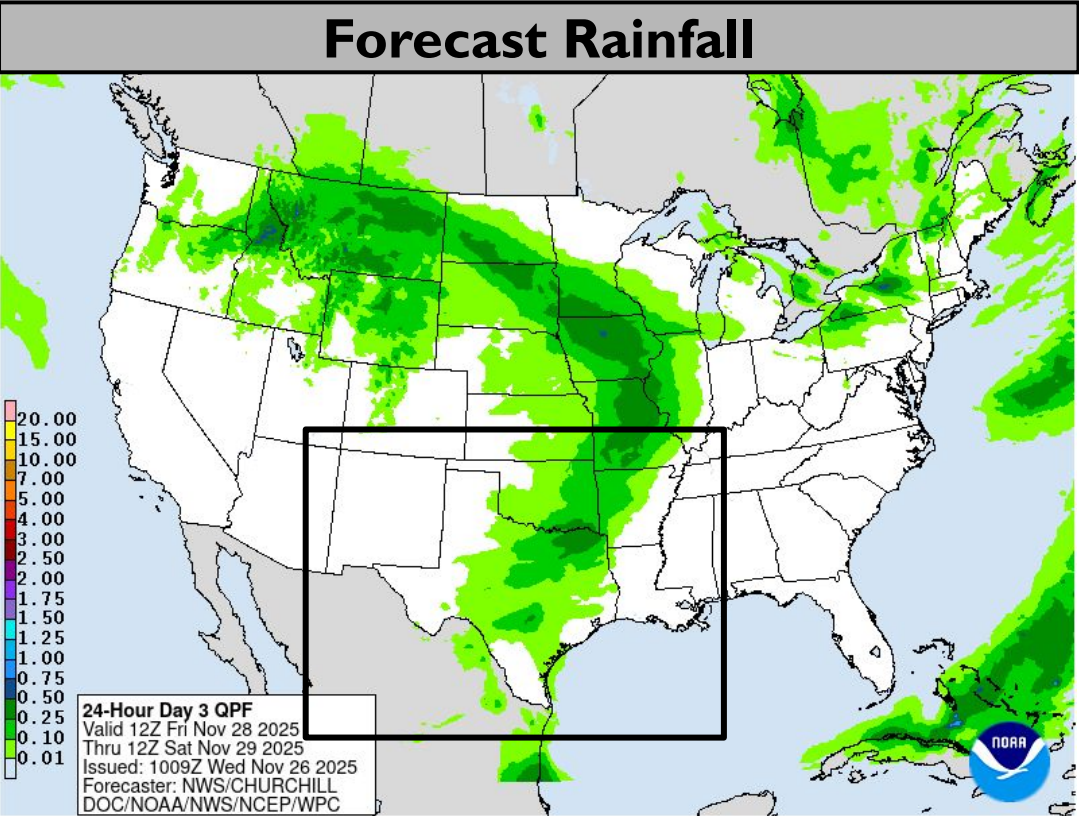 Forecast Rainfall
20.00
15.00
10.00
7.00
5.00
4.00
3.00
2.50
2.00
1.75
1.50
1.25
1.00
0.75
0.50
0.25
0.10
0.01
24-Hour Day 3 QPF
Valid 12Z Fri Nov 28 2025
Thru 12Z Sat Nov 29 2025
Issued: 1009Z Wed Nov 26 2025
Forecaster: NWS/CHURCHILL
DOC/NOAA/NWS/NCEP/WPC
NOAA